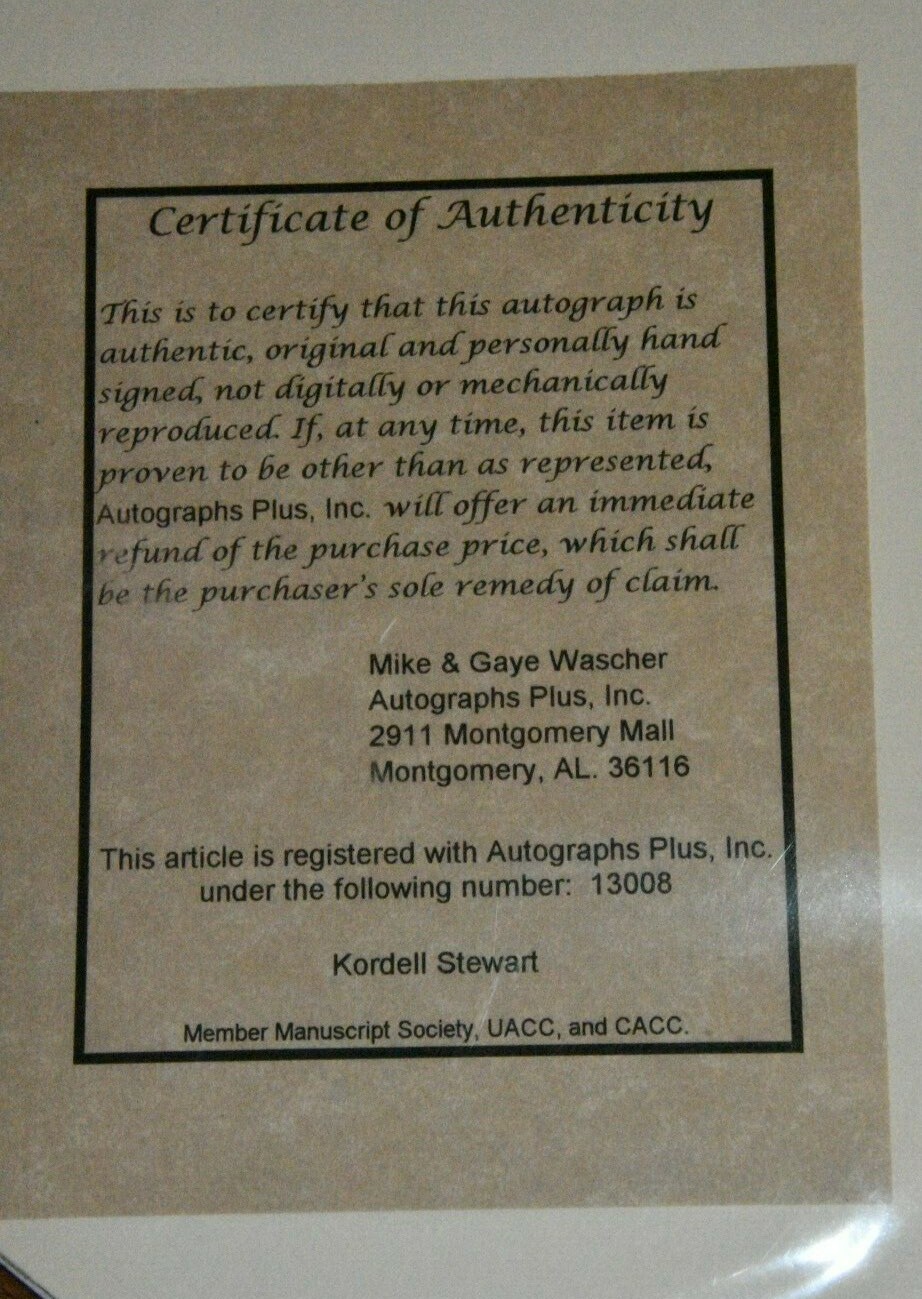 Certificate of Authenticity
This is to certify that this autograph is
authentic, original and personally hand
signed, not digitally or mechanically
reproduced. If, at any time, this item is
proven to be other than as represented,
Autographs Plus, Inc. will offer an immediate
refund of the purchase price, which shall
be the purchaser's sole remedy of claim.
Mike & Gaye Wascher
Autographs Plus, Inc.
2911 Montgomery Mall
Montgomery, AL. 36116
This article is registered with Autographs Plus, Inc.
under the following number: 13008
Kordell Stewart
Member Manuscript Society, UACC, and CACC.